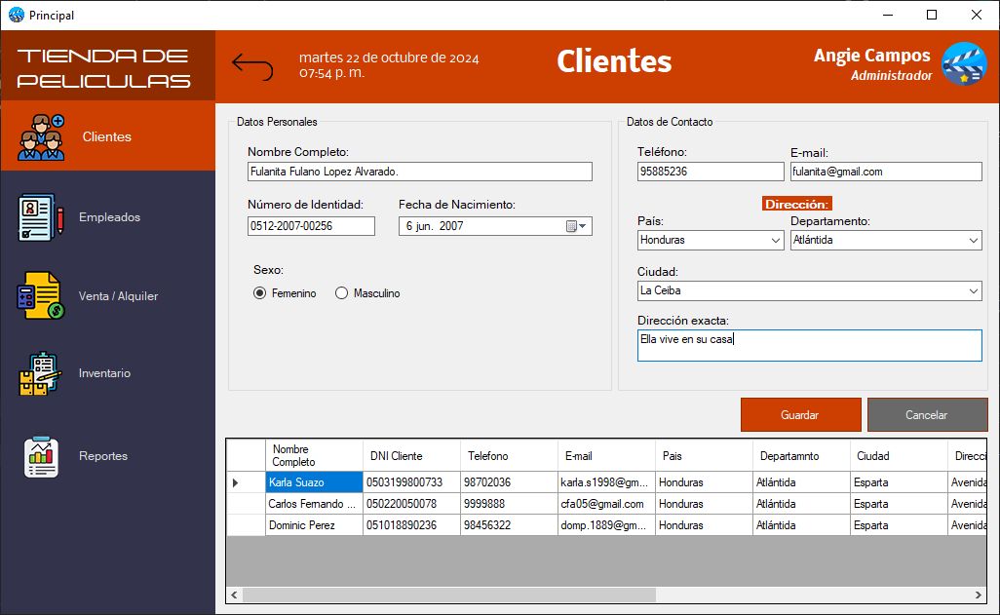 Principal
TIENDA DE
PELICULAS
martes 22 de octubre de 2024
07:54 p. m.
Clientes
Angie Campos
Administrador
Clientes
Empleados
Venta / Alquiler
Inventario
Reportes
Datos Personales
Nombre Completo:
Fulanita Fulano Lopez Alvarado.
Número de Identidad:
Fecha de Nacimiento:
0512-2007-00256
6 jun. 2007
Sexo:
Femenino
Masculino
Datos de Contacto
Teléfono:
E-mail:
95885236
fulanita@gmail.com
Dirección:
País:
Departamento:
Honduras
Atlántida
Ciudad:
La Ceiba
Dirección exacta:
Ella vive en su casa
Guardar
Cancelar
Nombre Completo DNI Cliente Telefono E-mail Pais Departamnto Ciudad Direcci
Karla Suazo 0503199800733 98702036 karla.s1998@gm... Honduras Atlántida Esparta Avenida
Carlos Fernando ... 050220050078 9999888 cfa05@gmail.com Honduras Atlántida Esparta Avenida
Dominic Perez 051018890236 98456322 domp.1889@gm... Honduras Atlántida Esparta Avenida